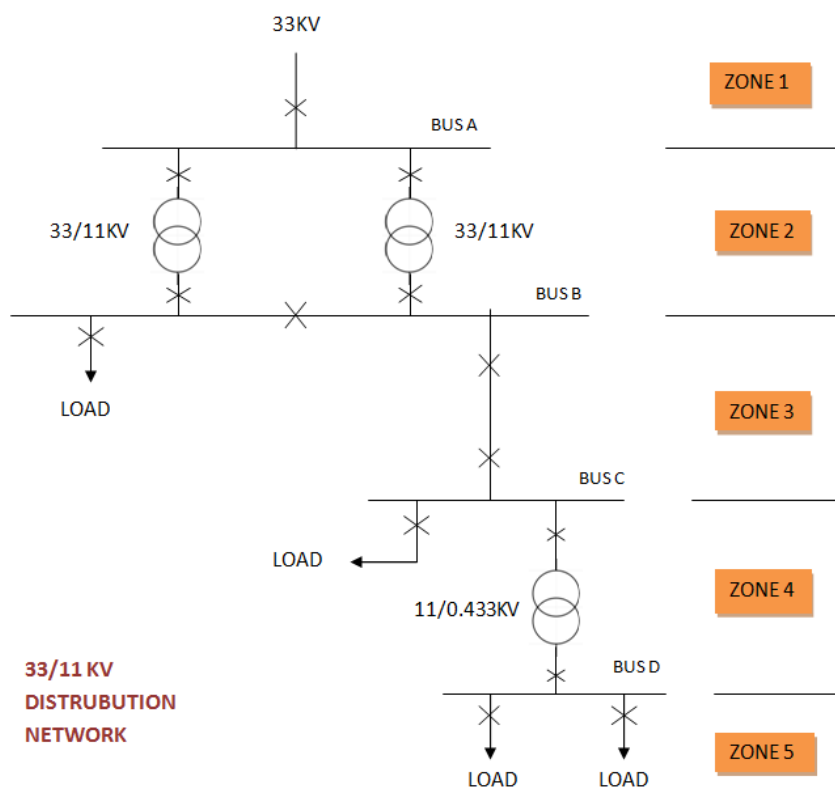 33KV
ZONE 1
BUS A
33/11KV
33/11KV
ZONE 2
BUS B
LOAD
ZONE 3
BUS C
LOAD
11/0.433KV
ZONE 4
33/11 KV
DISTRUBUTION
NETWORK
BUS D
ZONE 5
LOAD
LOAD